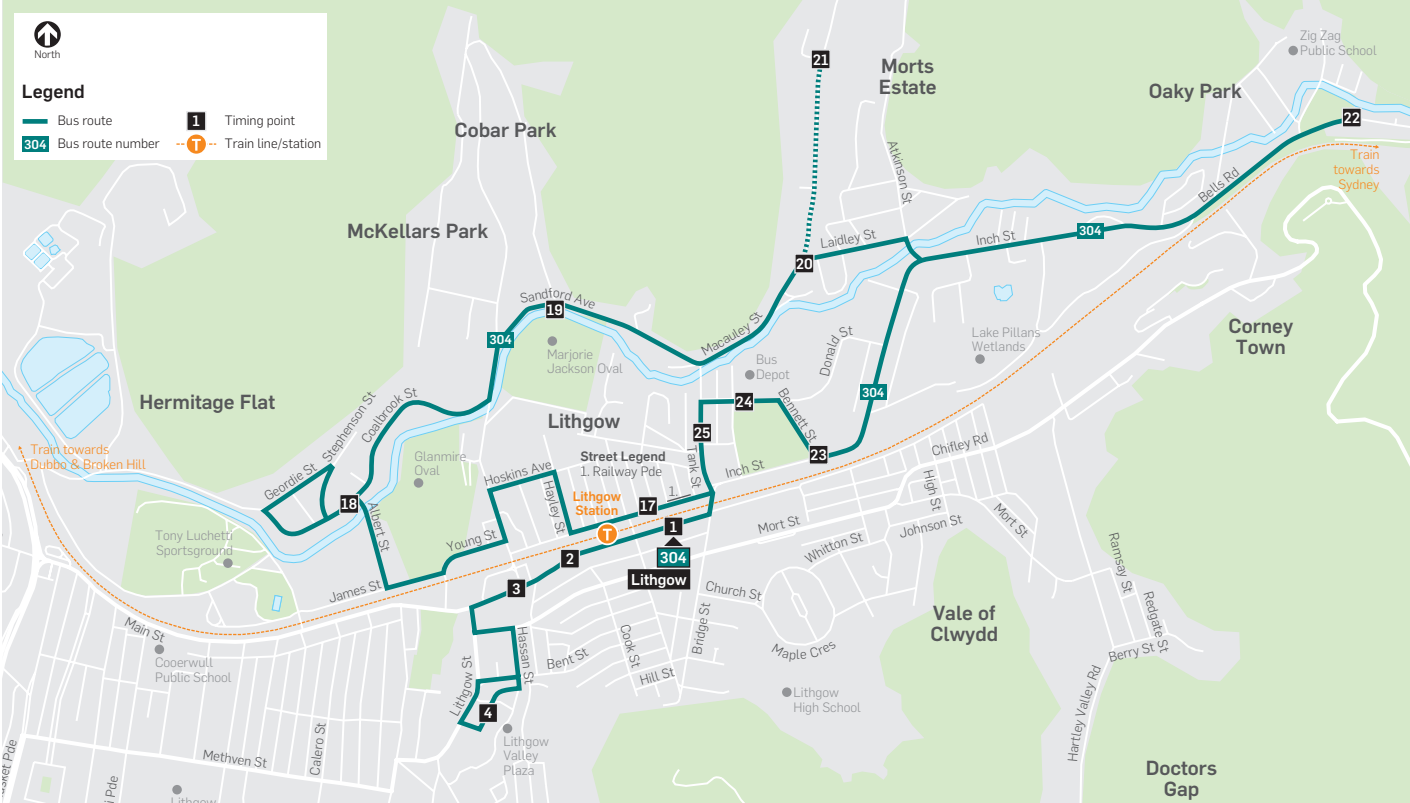 North
Legend
Bus route
1 Timing point
304 Bus route number
T Train line/station
21
Morts
Estate
Zig Zag
Public School
Oaky Park
22
Cobar Park
Atkinson St
Train
towards
Sydney
Bells Rd
McKellars Park
Laidley St
Inch St
304
20
Sandford Ave
19
304
Macauley St
Donald St
Lake Pillans
Wetlands
Corney
Town
Marjorie
Jackson Oval
Bus
Depot
304
Hermitage Flat
Stephenson St
Coalbrook St
Lithgow
24
Bennett St
25
Train towards
Dubbo & Broken Hill
Glanmire
Oval
Street Legend
1. Railway Pde
Tank St
23
Chifley Rd
Geordie St
Hoskins Ave
Inch St
High St
18
Albert St
Hayley St
Lithgow
Station
17
1.
T
1
Mort St
Johnson St
Mort St
Tony Luchetti
Sportsground
Young St
2
304
Lithgow
Whitton St
Ramsay St
James St
3
Church St
Redgate St
Vale of
Clwydd
Main St
Cooerwull
Public School
Hassan St
Bent St
Cook St
Bridge St
Maple Cres
Berry St St
Hill St
Lithgow St
4
Lithgow
High School
Hartley Valley Rd
Lithgow
Valley
Plaza
Calero St
Methven St
Doctors
Gap
Pde
Lithgow